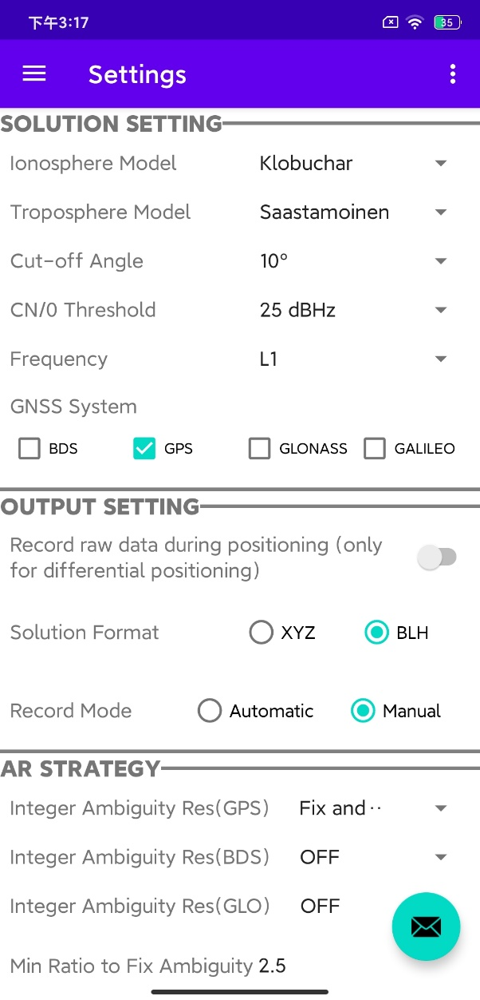 下午3:17
35
Settings
SOLUTION SETTING
Ionosphere Model Klobuchar
Troposphere Model Saastamoinen
Cut-off Angle 10°
CN/0 Threshold 25 dBHz
Frequency L1
GNSS System
BDS GPS GLONASS GALILEO
OUTPUT SETTING
Record raw data during positioning (only
for differential positioning)
Solution Format XYZ BLH
Record Mode Automatic Manual
AR STRATEGY
Integer Ambiguity Res(GPS) Fix and··
Integer Ambiguity Res(BDS) OFF
Integer Ambiguity Res(GLO) OFF
Min Ratio to Fix Ambiguity 2.5